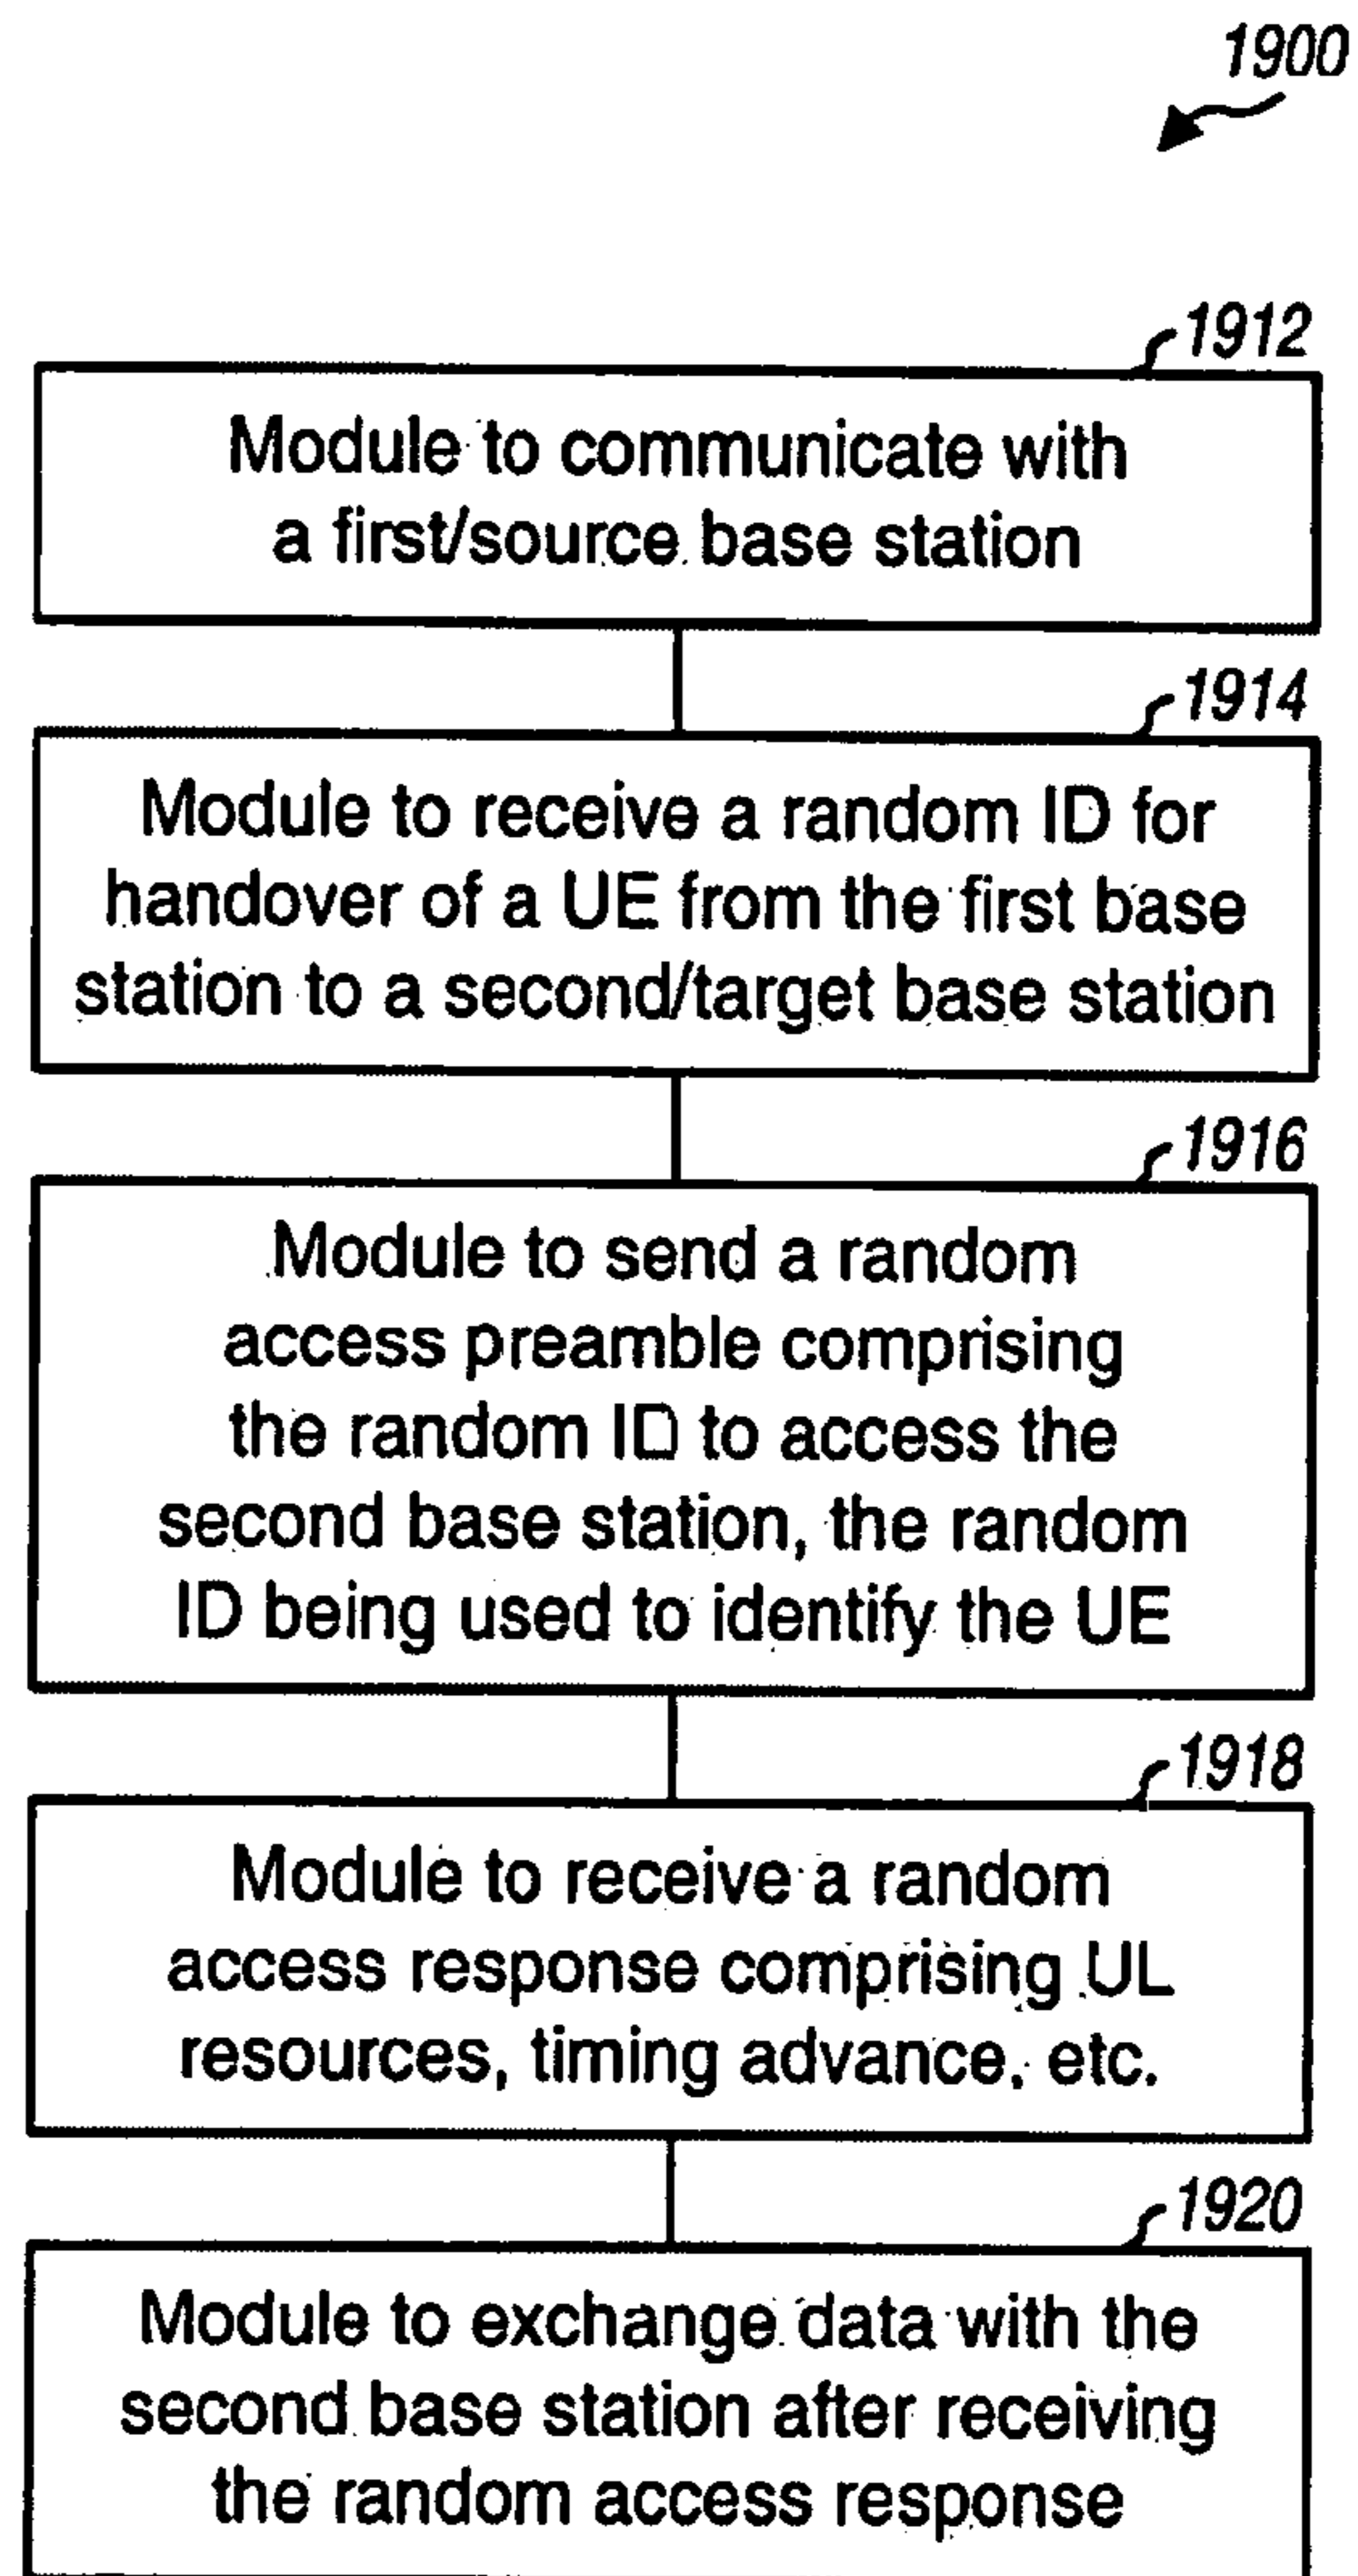 1900
1912
Module to communicate with
a first/source base station
1914
Module to receive a random ID for
handover of a UE from the first base
station to a second/target base station
1916
Module to send a random
access preamble comprising
the random ID to access the
second base station, the random
ID being used to identify the UE
1918
Module to receive a random
access response comprising UL
resources, timing advance, etc.
1920
Module to exchange data with the
second base station after receiving
the random access response